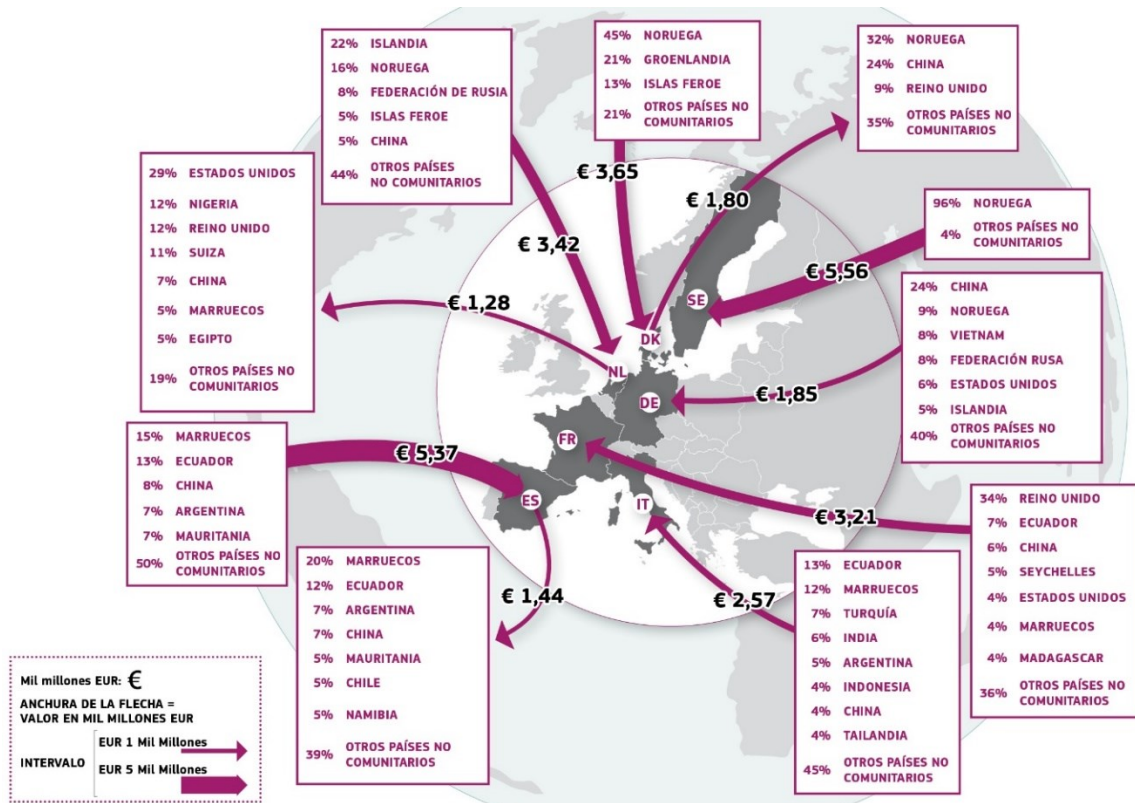 22% ISLANDIA
16% NORUEGA
8% FEDERACIÓN DE RUSIA
5% ISLAS FEROE
5% CHINA
44% OTROS PAÍSES
NO COMUNITARIOS
45% NORUEGA
21% GROENLANDIA
13% ISLAS FEROE
21% OTROS PAÍSES NO
COMUNITARIOS
32% NORUEGA
24% CHINA
9% REINO UNIDO
35% OTROS PAÍSES NO
COMUNITARIOS
29% ESTADOS UNIDOS
12% NIGERIA
12% REINO UNIDO
11% SUIZA
7% CHINA
5% MARRUECOS
5% EGIPTO
19% OTROS PAÍSES NO
COMUNITARIOS
€ 3,65
€ 1,80
€ 3,42
96% NORUEGA
4% OTROS PAÍSES NO
COMUNITARIOS
€ 5,56
€ 1,28
SE
DK
NL
DE
€ 1,85
24% CHINA
9% NORUEGA
8% VIETNAM
8% FEDERACIÓN RUSA
6% ESTADOS UNIDOS
5% ISLANDIA
40% OTROS PAÍSES NO
COMUNITARIOS
15% MARRUECOS
13% ECUADOR
8% CHINA
7% ARGENTINA
7% MAURITANIA
50% OTROS PAÍSES NO
COMUNITARIOS
€ 5,37
FR
ES
IT
€ 3,21
34% REINO UNIDO
7% ECUADOR
6% CHINA
5% SEYCHELLES
4% ESTADOS UNIDOS
4% MARRUECOS
4% MADAGASCAR
36% OTROS PAÍSES NO
COMUNITARIOS
20% MARRUECOS
12% ECUADOR
7% ARGENTINA
7% CHINA
5% MAURITANIA
5% CHILE
5% NAMIBIA
39% OTROS PAÍSES NO
COMUNITARIOS
€ 1,44
€ 2,57
13% ECUADOR
12% MARRUECOS
7% TURQUÍA
6% INDIA
5% ARGENTINA
4% INDONESIA
4% CHINA
4% TAILANDIA
45% OTROS PAÍSES NO
COMUNITARIOS
Mil millones EUR: €
ANCHURA DE LA FLECHA =
VALOR EN MIL MILLONES EUR
INTERVALO
EUR 1 Mil Millones
EUR 5 Mil Millones